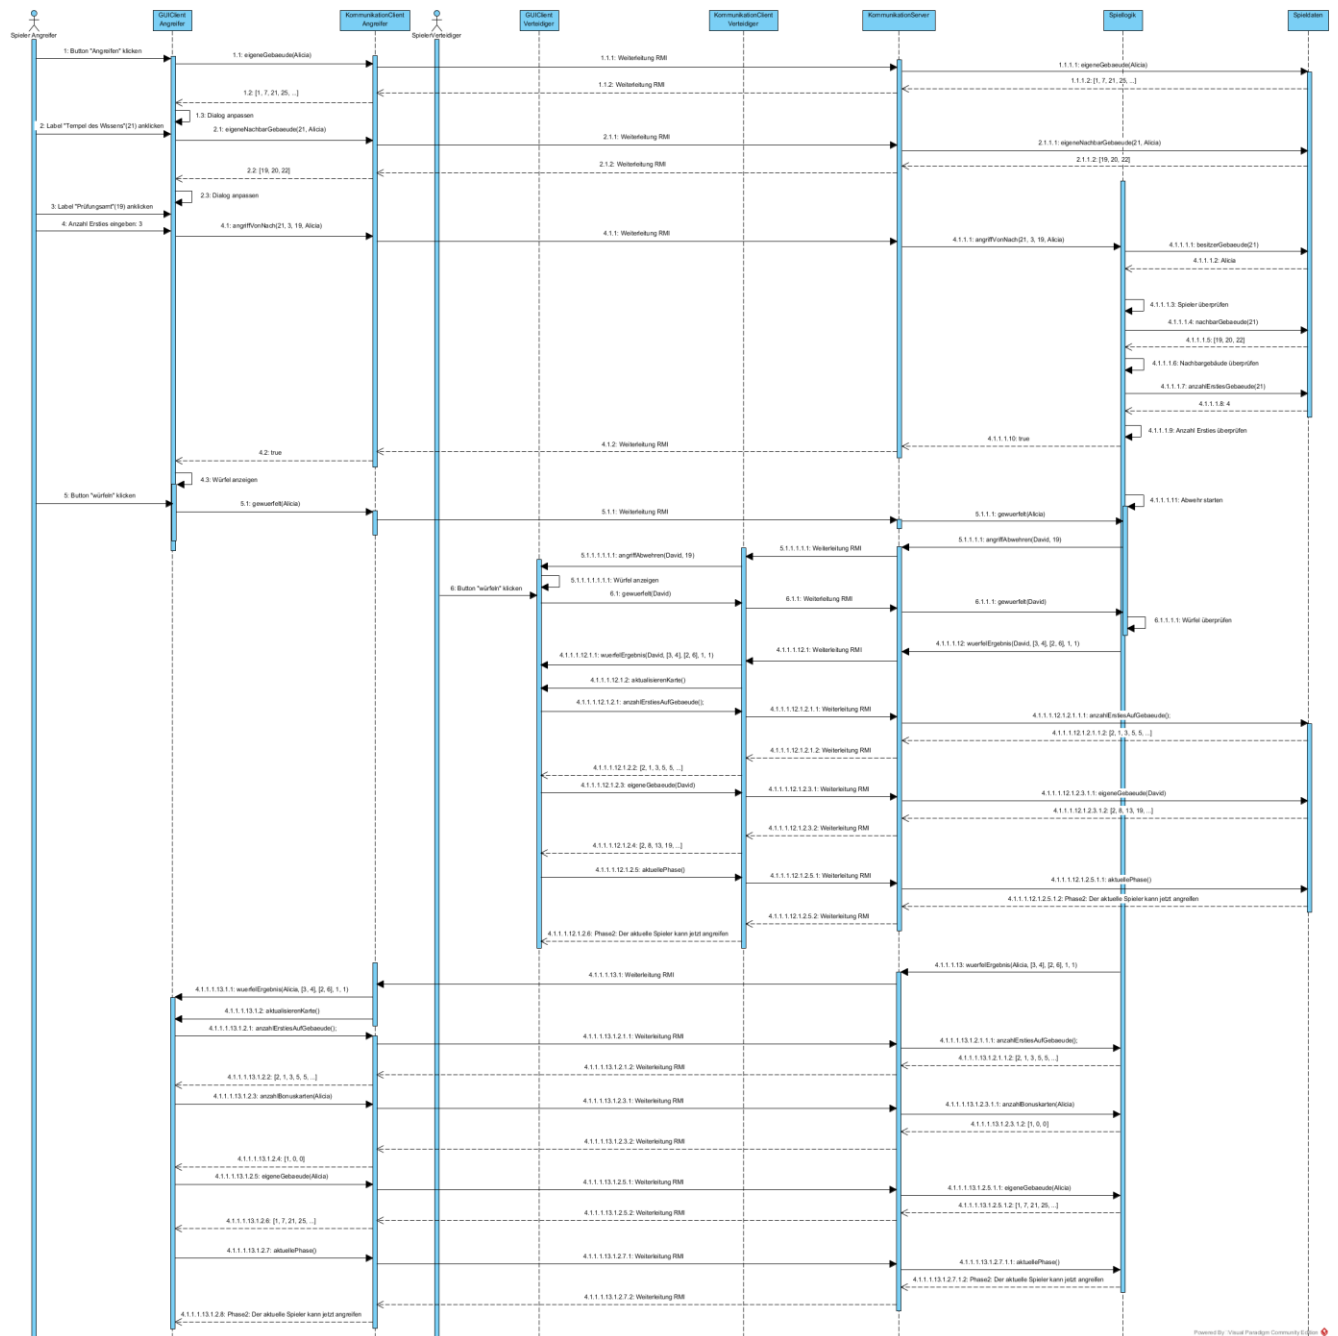 GUIClient
Angreifer
KommunikationClient
Angreifer
GUIClient
Verteidiger
KommunikationClient
Verteidiger
KommunikationServer
Spiellogik
Spieldaten
Spieler Angreifer
SpielerVerteidiger
1: Button "Angreifen" klicken
1.1: eigeneGebaeude(Alicia)
1.1.1: Weiterleitung RMI
1.1.1.1: eigeneGebaeude(Alicia)
1.1.1.2: [1, 7, 21, 25, ...]
1.1.2: Weiterleitung RMI
1.2: [1, 7, 21, 25, ...]
1.3: Dialog anpassen
2: Label "Tempel des Wissens"(21) anklicken
2.1: eigeneNachbarGebaeude(21, Alicia)
2.1.1: Weiterleitung RMI
2.1.1.1: eigeneNachbarGebaeude(21, Alicia)
2.1.1.2: [19, 20, 22]
2.1.2: Weiterleitung RMI
2.2: [19, 20, 22]
2.3: Dialog anpassen
3: Label "Prüfungsamt"(19) anklicken
4: Anzahl Ersties eingeben: 3
4.1: angriffVonNach(21, 3, 19, Alicia)
4.1.1: Weiterleitung RMI
4.1.1.1: angriffVonNach(21, 3, 19, Alicia)
4.1.1.1.1: besitzerGebaeude(21)
4.1.1.1.2: Alicia
4.1.1.1.3: Spieler überprüfen
4.1.1.1.4: nachbarGebaeude(21)
4.1.1.1.5: [19, 20, 22]
4.1.1.1.6: Nachbargebäude überprüfen
4.1.1.1.7: anzahlErstiesGebaeude(21)
4.1.1.1.8: 4
4.1.1.1.9: Anzahl Ersties überprüfen
4.1.1.1.10: true
4.1.2: Weiterleitung RMI
4.2: true
4.3: Würfel anzeigen
5: Button "würfeln" klicken
4.1.1.1.11: Abwehr starten
5.1: gewuerfelt(Alicia)
5.1.1: Weiterleitung RMI
5.1.1.1: gewuerfelt(Alicia)
5.1.1.1.1: angriffAbwehren(David, 19)
5.1.1.1.1.1: Weiterleitung RMI
5.1.1.1.1.1.1: angriffAbwehren(David, 19)
5.1.1.1.1.1.1.1: Würfel anzeigen
6: Button "würfeln" klicken
6.1: gewuerfelt(David)
6.1.1: Weiterleitung RMI
6.1.1.1: gewuerfelt(David)
6.1.1.1.1: Würfel überprüfen
4.1.1.1.12: wuerfelErgebnis(David, [3, 4], [2, 6], 1, 1)
4.1.1.1.12.1: Weiterleitung RMI
4.1.1.1.12.1.1: wuerfelErgebnis(David, [3, 4], [2, 6], 1, 1)
4.1.1.1.12.1.2: aktualisierenKarte()
4.1.1.1.12.1.2.1: anzahlErstiesAufGebaeude();
4.1.1.1.12.1.2.1.1: Weiterleitung RMI
4.1.1.1.12.1.2.1.1.1: anzahlErstiesAufGebaeude();
4.1.1.1.12.1.2.1.1.2: [2, 1, 3, 5, 5, ...]
4.1.1.1.12.1.2.1.2: Weiterleitung RMI
4.1.1.1.12.1.2.2: [2, 1, 3, 5, 5, ...]
4.1.1.1.12.1.2.3: eigeneGebaeude(David)
4.1.1.1.12.1.2.3.1: Weiterleitung RMI
4.1.1.1.12.1.2.3.1.1: eigeneGebaeude(David)
4.1.1.1.12.1.2.3.1.2: [2, 8, 13, 19, ...]
4.1.1.1.12.1.2.3.2: Weiterleitung RMI
4.1.1.1.12.1.2.4: [2, 8, 13, 19, ...]
4.1.1.1.12.1.2.5: aktuellePhase()
4.1.1.1.12.1.2.5.1: Weiterleitung RMI
4.1.1.1.12.1.2.5.1.1: aktuellePhase()
4.1.1.1.12.1.2.5.1.2: Phase2: Der aktuelle Spieler kann jetzt angreifen
4.1.1.1.12.1.2.5.2: Weiterleitung RMI
4.1.1.1.12.1.2.6: Phase2: Der aktuelle Spieler kann jetzt angreifen
4.1.1.1.13: wuerfelErgebnis(Alicia, [3, 4], [2, 6], 1, 1)
4.1.1.1.13.1: Weiterleitung RMI
4.1.1.1.13.1.1: wuerfelErgebnis(Alicia, [3, 4], [2, 6], 1, 1)
4.1.1.1.13.1.2: aktualisierenKarte()
4.1.1.1.13.1.2.1: anzahlErstiesAufGebaeude();
4.1.1.1.13.1.2.1.1: Weiterleitung RMI
4.1.1.1.13.1.2.1.1.1: anzahlErstiesAufGebaeude();
4.1.1.1.13.1.2.1.1.2: [2, 1, 3, 5, 5, ...]
4.1.1.1.13.1.2.1.2: Weiterleitung RMI
4.1.1.1.13.1.2.2: [2, 1, 3, 5, 5, ...]
4.1.1.1.13.1.2.3: anzahlBonuskarten(Alicia)
4.1.1.1.13.1.2.3.1: Weiterleitung RMI
4.1.1.1.13.1.2.3.1.1: anzahlBonuskarten(Alicia)
4.1.1.1.13.1.2.3.1.2: [1, 0, 0]
4.1.1.1.13.1.2.3.2: Weiterleitung RMI
4.1.1.1.13.1.2.4: [1, 0, 0]
4.1.1.1.13.1.2.5: eigeneGebaeude(Alicia)
4.1.1.1.13.1.2.5.1: Weiterleitung RMI
4.1.1.1.13.1.2.5.1.1: eigeneGebaeude(Alicia)
4.1.1.1.13.1.2.5.1.2: [1, 7, 21, 25, ...]
4.1.1.1.13.1.2.5.2: Weiterleitung RMI
4.1.1.1.13.1.2.6: [1, 7, 21, 25, ...]
4.1.1.1.13.1.2.7: aktuellePhase()
4.1.1.1.13.1.2.7.1: Weiterleitung RMI
4.1.1.1.13.1.2.7.1.1: aktuellePhase()
4.1.1.1.13.1.2.7.1.2: Phase2: Der aktuelle Spieler kann jetzt angreifen
4.1.1.1.13.1.2.7.2: Weiterleitung RMI
4.1.1.1.13.1.2.8: Phase2: Der aktuelle Spieler kann jetzt angreifen
Powered By: Visual Paradigm Community Edition